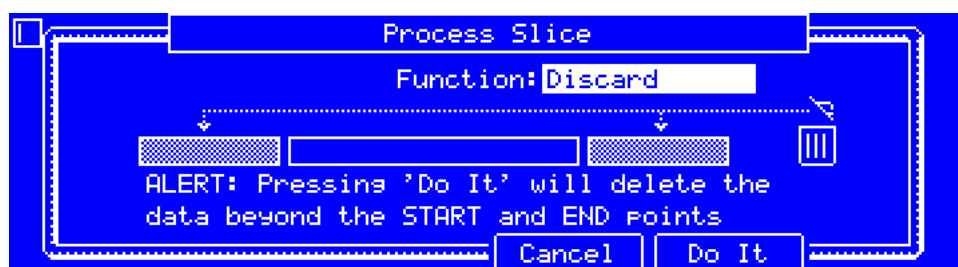 Process Slice
Function:Discard
ALERT: Pressing 'Do It' will delete the
data beyond the START and END points
Cancel
Do It